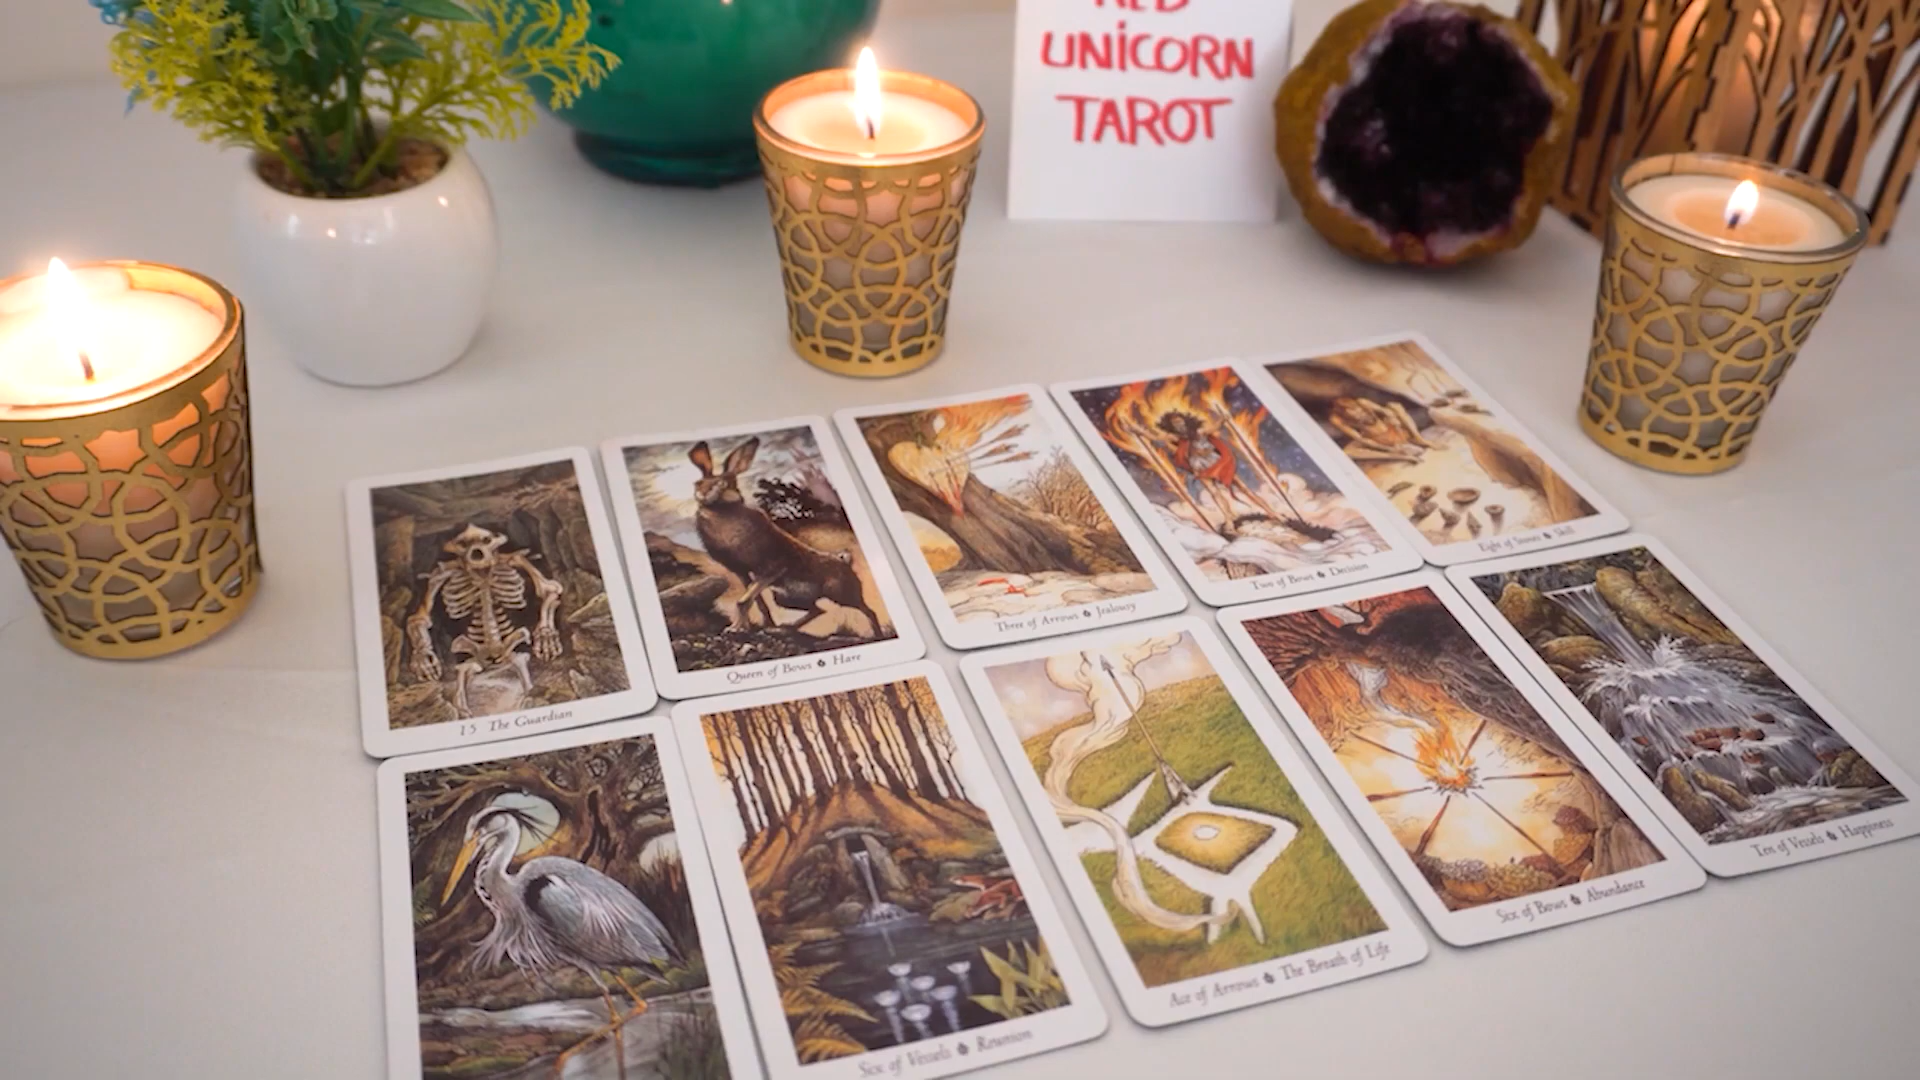 RED
UNiCORN
TAROT
15 The Guardian
Queen of Bows Hare
Three of Arrows Jealousy
Two of Bows Decision
Eight of Stones Skill
Six of Vessels Reunion
Ace of Arrows The Breath of Life
Six of Bows Abundance
Ten of Vessels Happiness